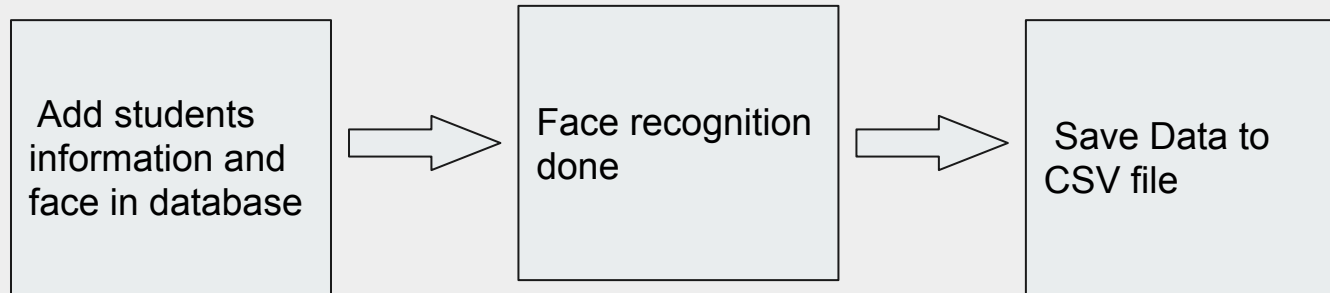 Add students
information and
face in database
Face recognition
done
Save Data to
CSV file